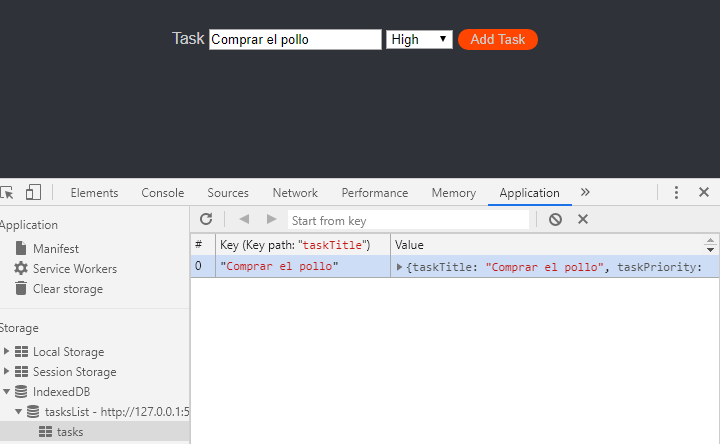 Task Comprar el pollo High Add Task
Elements Console Sources Network Performance Memory Application
Application
Manifest
Service Workers
Clear storage
Storage
Local Storage
Session Storage
IndexedDB
tasksList - http://127.0.0.1:5
tasks
Start from key
# Key (Key path: "taskTitle") Value
0 "Comprar el pollo" {taskTitle: "Comprar el pollo", taskPriority: